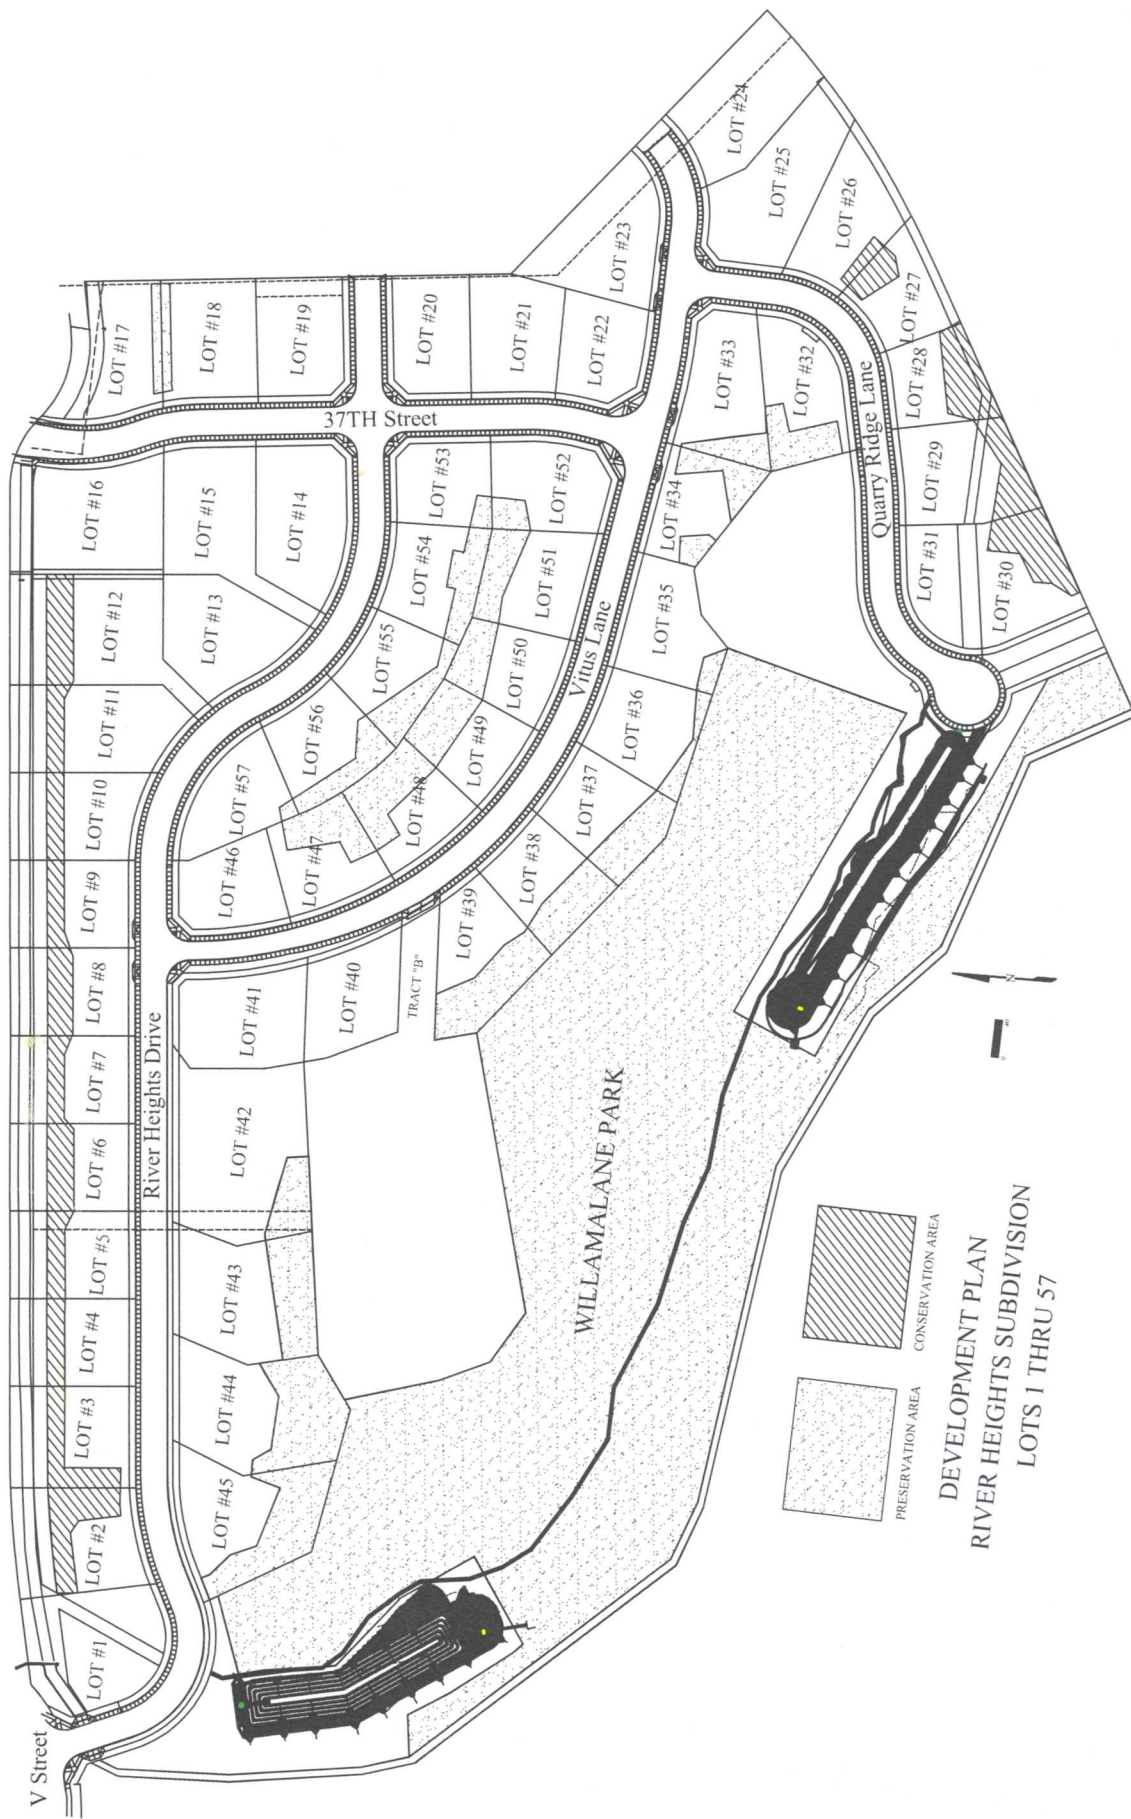 V Street
LOT #1
LOT #2
LOT #3
LOT #4
LOT #5
LOT #6
LOT #7
LOT #8
LOT #9
LOT #10
LOT #11
LOT #12
LOT #16
LOT #17
River Heights Drive
LOT #13
LOT #15
LOT #18
LOT #14
LOT #19
37TH Street
LOT #45
LOT #44
LOT #43
LOT #42
LOT #41
LOT #40
TRACT "B"
LOT #46
LOT #57
LOT #47
LOT #56
LOT #48
LOT #55
LOT #54
LOT #53
LOT #20
LOT #49
LOT #50
LOT #51
LOT #52
LOT #21
LOT #22
LOT #23
Vitus Lane
LOT #39
LOT #38
LOT #37
LOT #36
LOT #35
LOT #34
LOT #33
LOT #32
LOT #24
LOT #25
LOT #26
LOT #27
LOT #28
LOT #29
LOT #31
LOT #30
Quarry Ridge Lane
WILLAMALANE PARK
N
PRESERVATION AREA
CONSERVATION AREA
DEVELOPMENT PLAN
RIVER HEIGHTS SUBDIVISION
LOTS 1 THRU 57